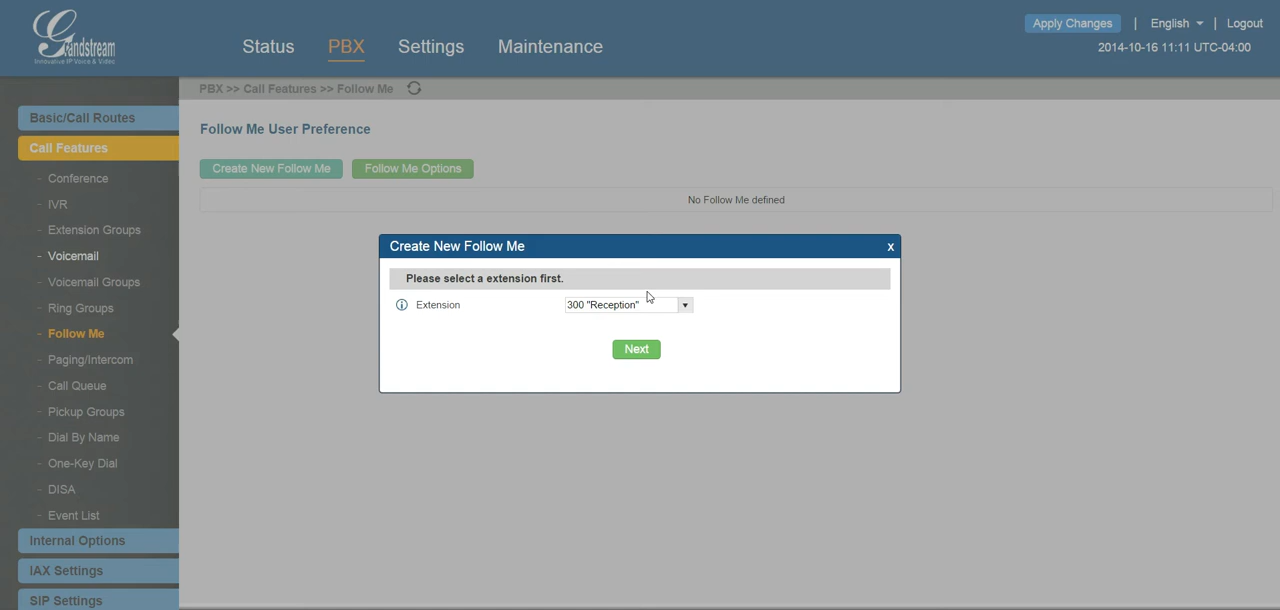 Grandstream
Innovative IP Voice & Video
Status
PBX
Settings
Maintenance
Apply Changes | English | Logout
2014-10-16 11:11 UTC-04:00
PBX >> Call Features >> Follow Me
Basic/Call Routes
Call Features
- Conference
- IVR
- Extension Groups
- Voicemail
- Voicemail Groups
- Ring Groups
- Follow Me
- Paging/Intercom
- Call Queue
- Pickup Groups
- Dial By Name
- One-Key Dial
- DISA
- Event List
Internal Options
IAX Settings
SIP Settings
Follow Me User Preference
Create New Follow Me
Follow Me Options
No Follow Me defined
Create New Follow Me
x
Please select a extension first.
Extension
300 "Reception"
Next